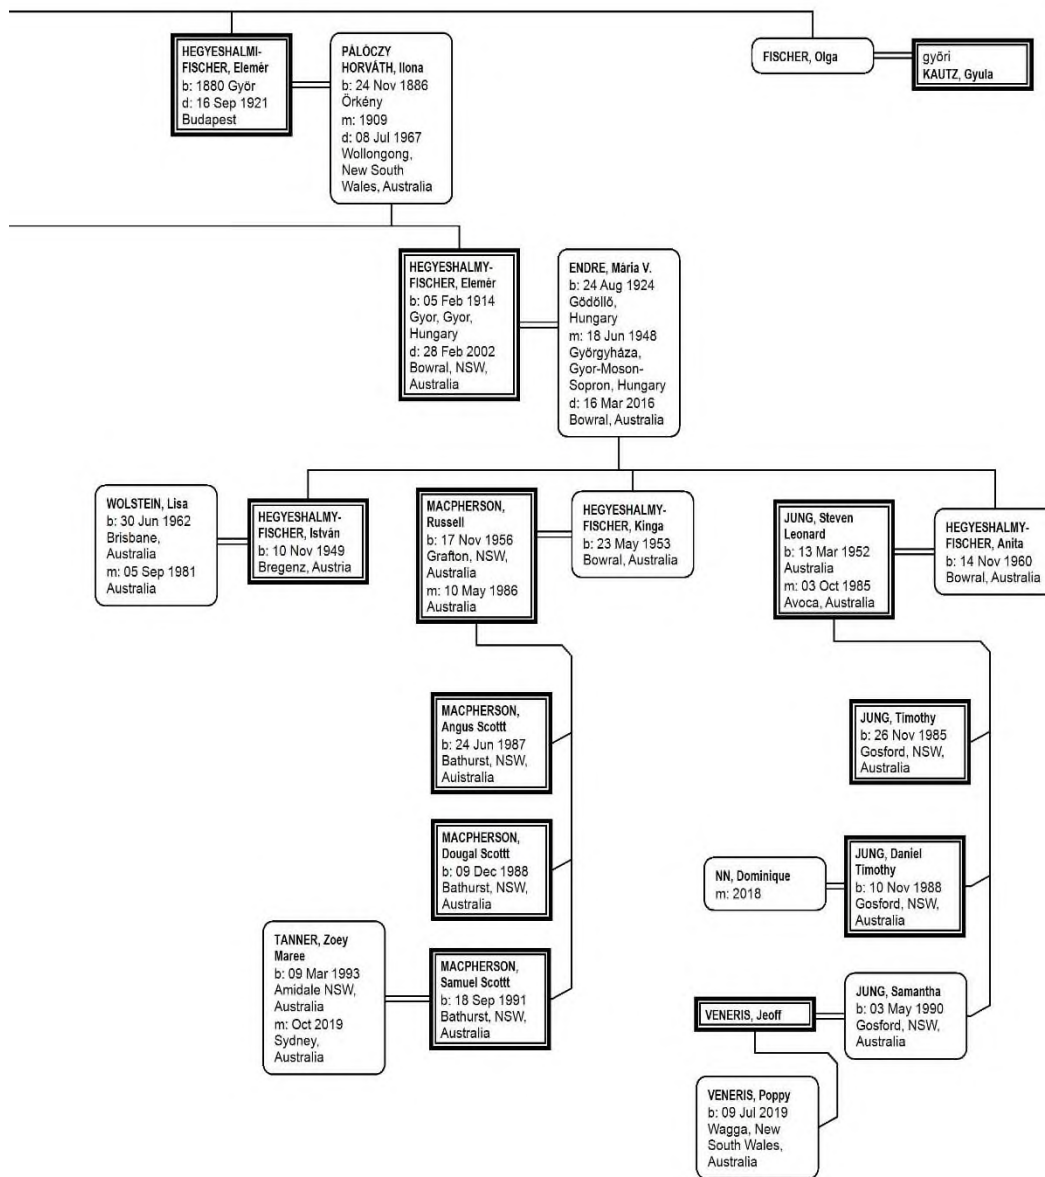 HEGYESHALMI-
FISCHER, Elemér
b: 1880 Györ
d: 16 Sep 1921
Budapest
PÁLÓCZY
HORVÁTH, Ilona
b: 24 Nov 1886
Örkény
m: 1909
d: 08 Jul 1967
Wollongong,
New South
Wales, Australia
FISCHER, Olga
győri
KAUTZ, Gyula
HEGYESHALMY-
FISCHER, Elemér
b: 05 Feb 1914
Gyor, Gyor,
Hungary
d: 28 Feb 2002
Bowral, NSW,
Australia
ENDRE, Mária V.
b: 24 Aug 1924
Gödöllő,
Hungary
m: 18 Jun 1948
Györgyháza,
Gyor-Moson-
Sopron, Hungary
d: 16 Mar 2016
Bowral, Australia
WOLSTEIN, Lisa
b: 30 Jun 1962
Brisbane,
Australia
m: 05 Sep 1981
Australia
HEGYESHALMY-
FISCHER, István
b: 10 Nov 1949
Bregenz, Austria
MACPHERSON,
Russell
b: 17 Nov 1956
Grafton, NSW,
Australia
m: 10 May 1986
Australia
HEGYESHALMY-
FISCHER, Kinga
b: 23 May 1953
Bowral, Australia
JUNG, Steven
Leonard
b: 13 Mar 1952
Australia
m: 03 Oct 1985
Avoca, Australia
HEGYESHALMY-
FISCHER, Anita
b: 14 Nov 1960
Bowral, Australia
MACPHERSON,
Angus Scottt
b: 24 Jun 1987
Bathurst, NSW,
Auistralia
JUNG, Timothy
b: 26 Nov 1985
Gosford, NSW,
Australia
MACPHERSON,
Dougal Scottt
b: 09 Dec 1988
Bathurst, NSW,
Australia
NN, Dominique
m: 2018
JUNG, Daniel
Timothy
b: 10 Nov 1988
Gosford, NSW,
Australia
TANNER, Zoey
Maree
b: 09 Mar 1993
Amidale NSW,
Australia
m: Oct 2019
Sydney,
Australia
MACPHERSON,
Samuel Scottt
b: 18 Sep 1991
Bathurst, NSW,
Australia
VENERIS, Jeoff
JUNG, Samantha
b: 03 May 1990
Gosford, NSW,
Australia
VENERIS, Poppy
b: 09 Jul 2019
Wagga, New
South Wales,
Australia